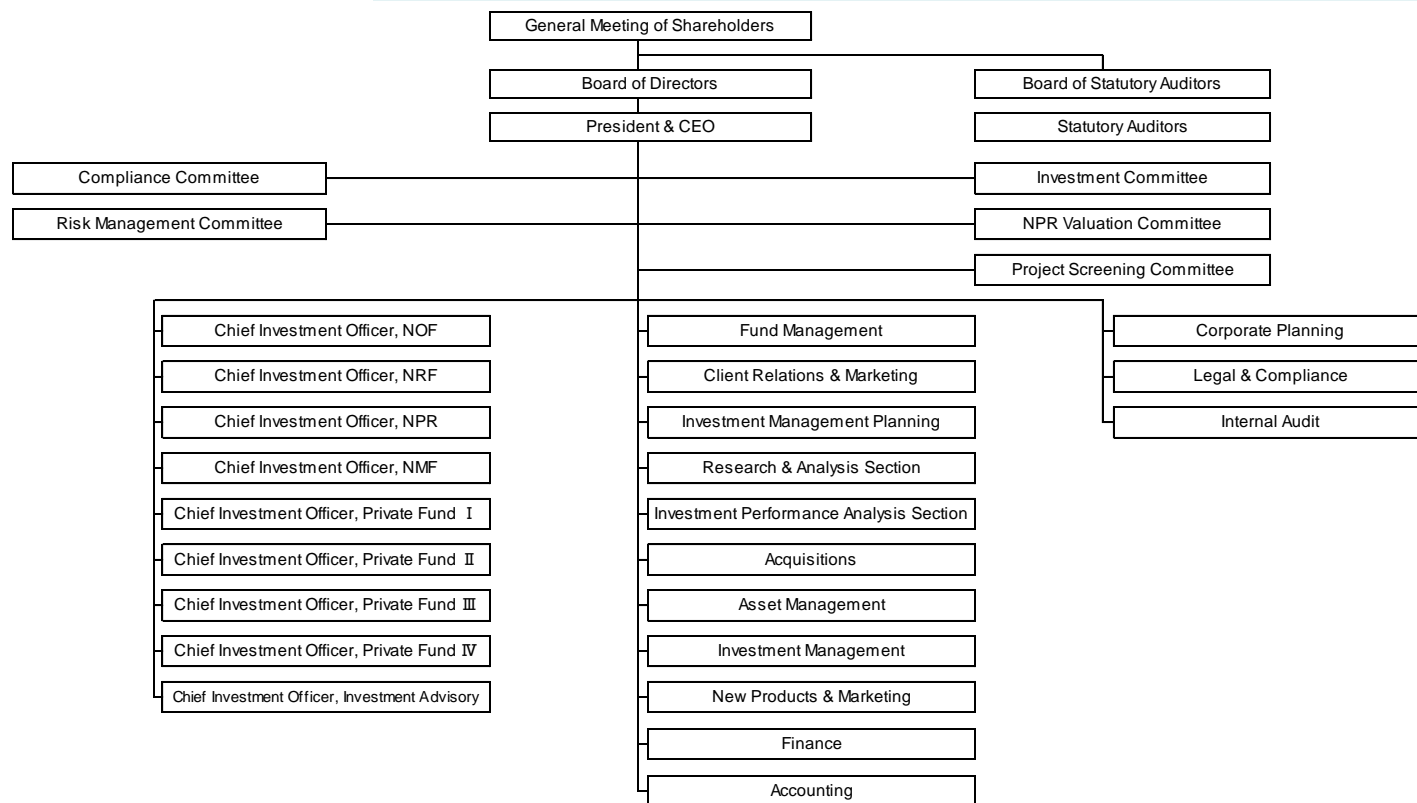 General Meeting of Shareholders
Board of Directors
Board of Statutory Auditors
President & CEO
Statutory Auditors
Compliance Committee
Investment Committee
Risk Management Committee
NPR Valuation Committee
Project Screening Committee
Chief Investment Officer, NOF
Fund Management
Corporate Planning
Chief Investment Officer, NRF
Client Relations & Marketing
Legal & Compliance
Chief Investment Officer, NPR
Investment Management Planning
Internal Audit
Chief Investment Officer, NMF
Research & Analysis Section
Chief Investment Officer, Private Fund Ⅰ
Investment Performance Analysis Section
Chief Investment Officer, Private Fund Ⅱ
Acquisitions
Chief Investment Officer, Private Fund Ⅲ
Asset Management
Chief Investment Officer, Private Fund Ⅳ
Investment Management
Chief Investment Officer, Investment Advisory
New Products & Marketing
Finance
Accounting